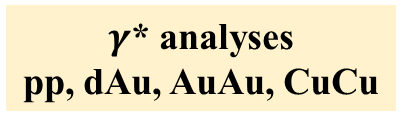 γ* analyses
pp, dAu, AuAu, CuCu